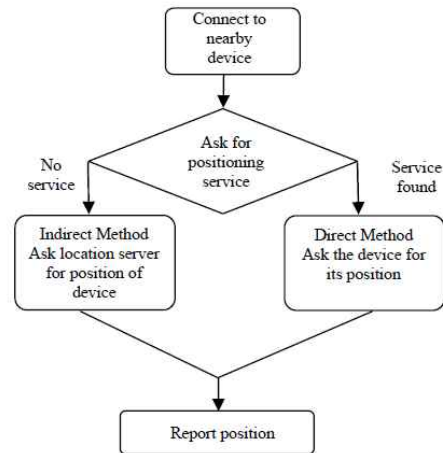 Connect to
nearby
device
Ask for
positioning
service
No
service
Service
found
Indirect Method
Ask location server
for position of
device
Direct Method
Ask the device for
its position
Report position